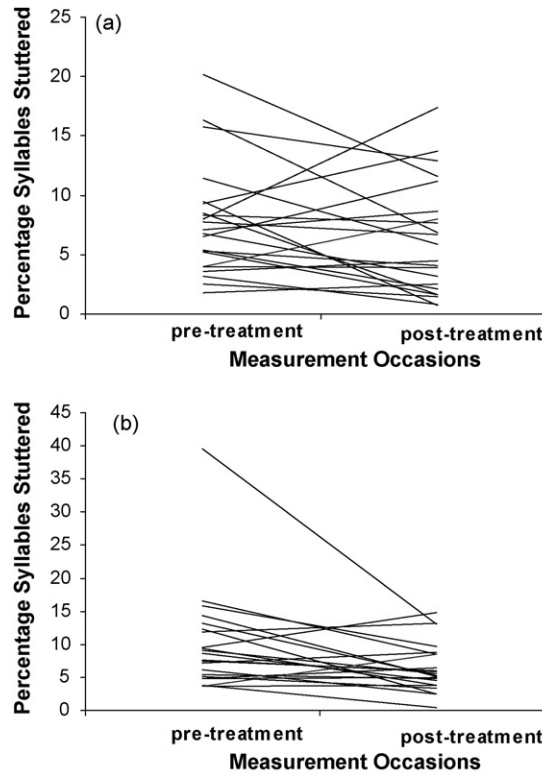 (a)
Percentage Syllables Stuttered
25
20
15
10
5
0
pre-treatment post-treatment
Measurement Occasions
(b)
Percentage Syllables Stuttered
45
40
35
30
25
20
15
10
5
0
pre-treatment post-treatment
Measurement Occasions